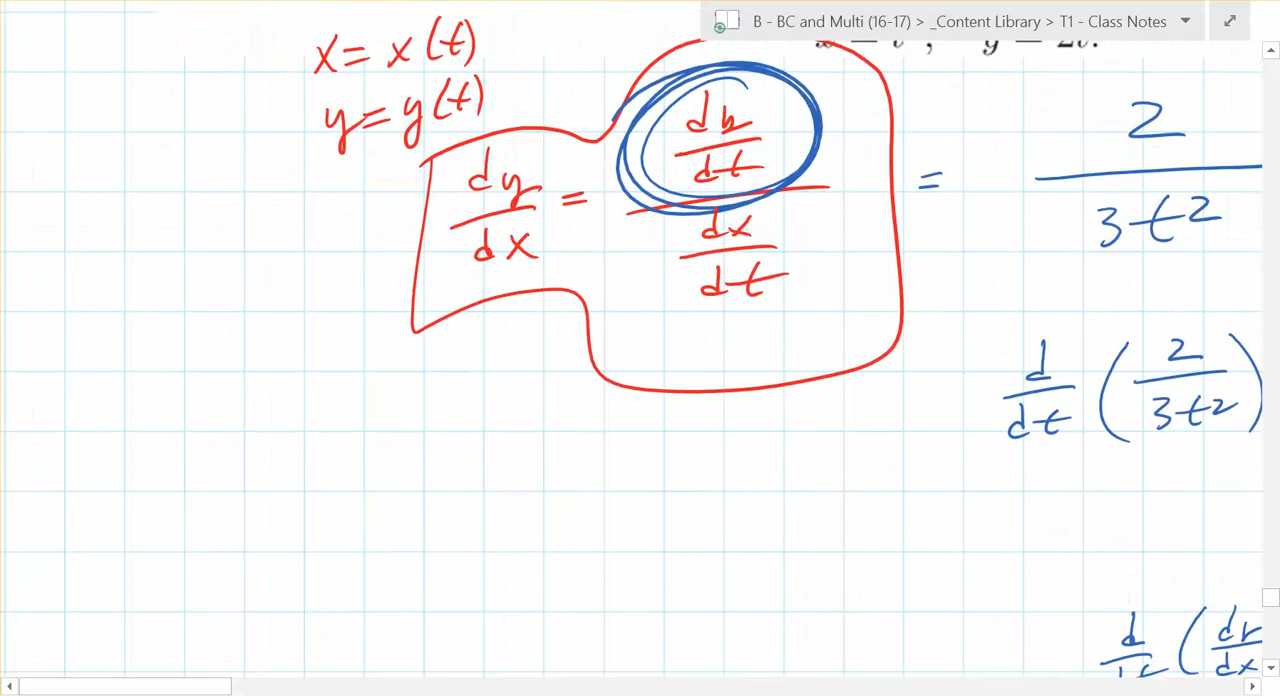 B - BC and Multi (16-17) > _Content Library > T1 - Class Notes
x = x(t)
y = y(t)
dy/dx = (dy/dt)/(dx/dt) = 2/(3t²)
d/dt (2/(3t²))